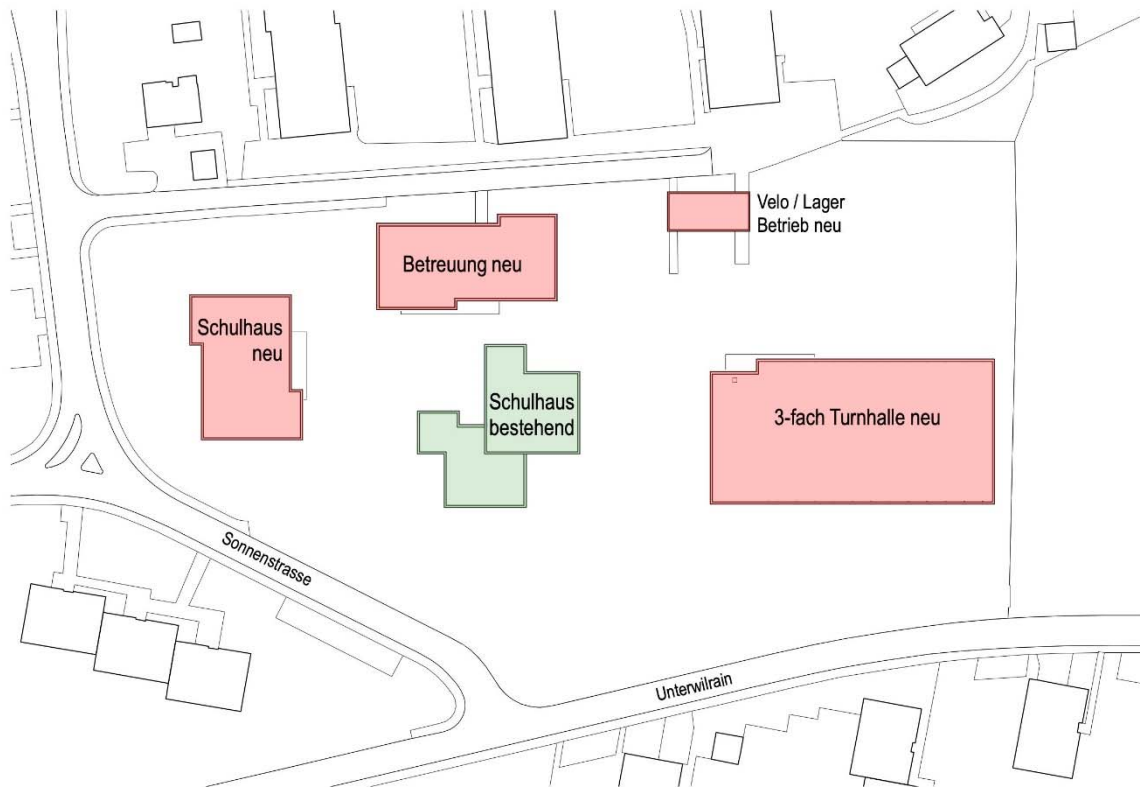 Velo / Lager
Betrieb neu
Betreuung neu
Schulhaus
neu
Schulhaus
bestehend
3-fach Turnhalle neu
Sonnenstrasse
Unterwilrain